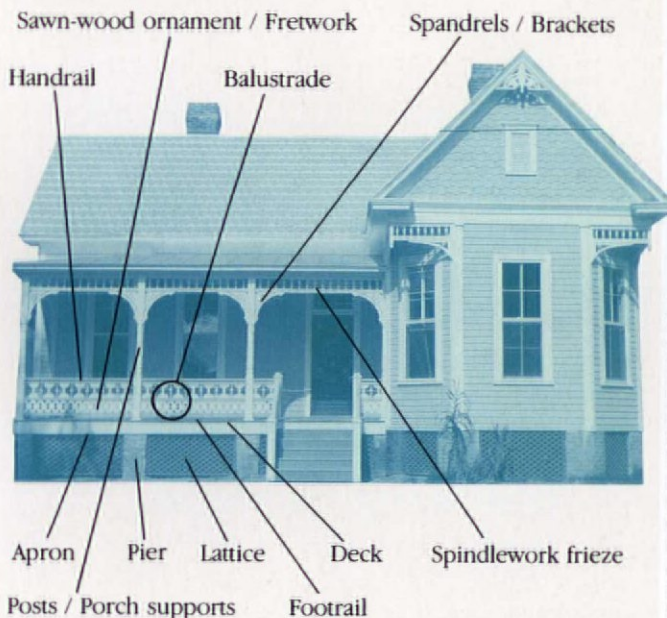 Sawn-wood ornament / Fretwork
Spandrels / Brackets
Handrail
Balustrade
Apron
Pier
Lattice
Deck
Spindlework frieze
Posts / Porch supports
Footrail